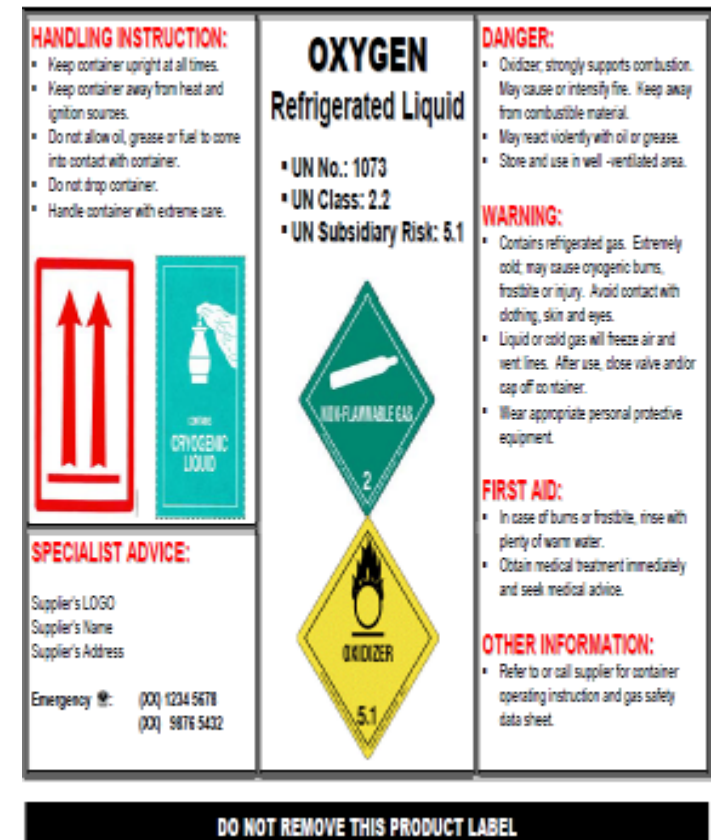 HANDLING INSTRUCTION:
▪ Keep container upright at all times.
▪ Keep container away from heat and
ignition sources.
▪ Do not allow oil, grease or fuel to come
into contact with container.
▪ Do not drop container.
▪ Handle container with extreme care.
CONTAINS
CRYOGENIC
LIQUID
SPECIALIST ADVICE:
Supplier's LOGO
Supplier's Name
Supplier's Address
Emergency ☎: (XX) 1234 5678
(XX) 9876 5432
OXYGEN
Refrigerated Liquid
▪ UN No.: 1073
▪ UN Class: 2.2
▪ UN Subsidiary Risk: 5.1
NON-FLAMMABLE GAS
2
OXIDIZER
5.1
DANGER:
▪ Oxidizer; strongly supports combustion.
May cause or intensify fire. Keep away
from combustible material.
▪ May react violently with oil or grease.
▪ Store and use in well -ventilated area.
WARNING:
▪ Contains refrigerated gas. Extremely
cold; may cause cryogenic burns,
frostbite or injury. Avoid contact with
clothing, skin and eyes.
▪ Liquid or cold gas will freeze air and
vent lines. After use, close valve and/or
cap off container.
▪ Wear appropriate personal protective
equipment.
FIRST AID:
▪ In case of burns or frostbite, rinse with
plenty of warm water.
▪ Obtain medical treatment immediately
and seek medical advice.
OTHER INFORMATION:
▪ Refer to or call supplier for container
operating instruction and gas safety
data sheet.
DO NOT REMOVE THIS PRODUCT LABEL